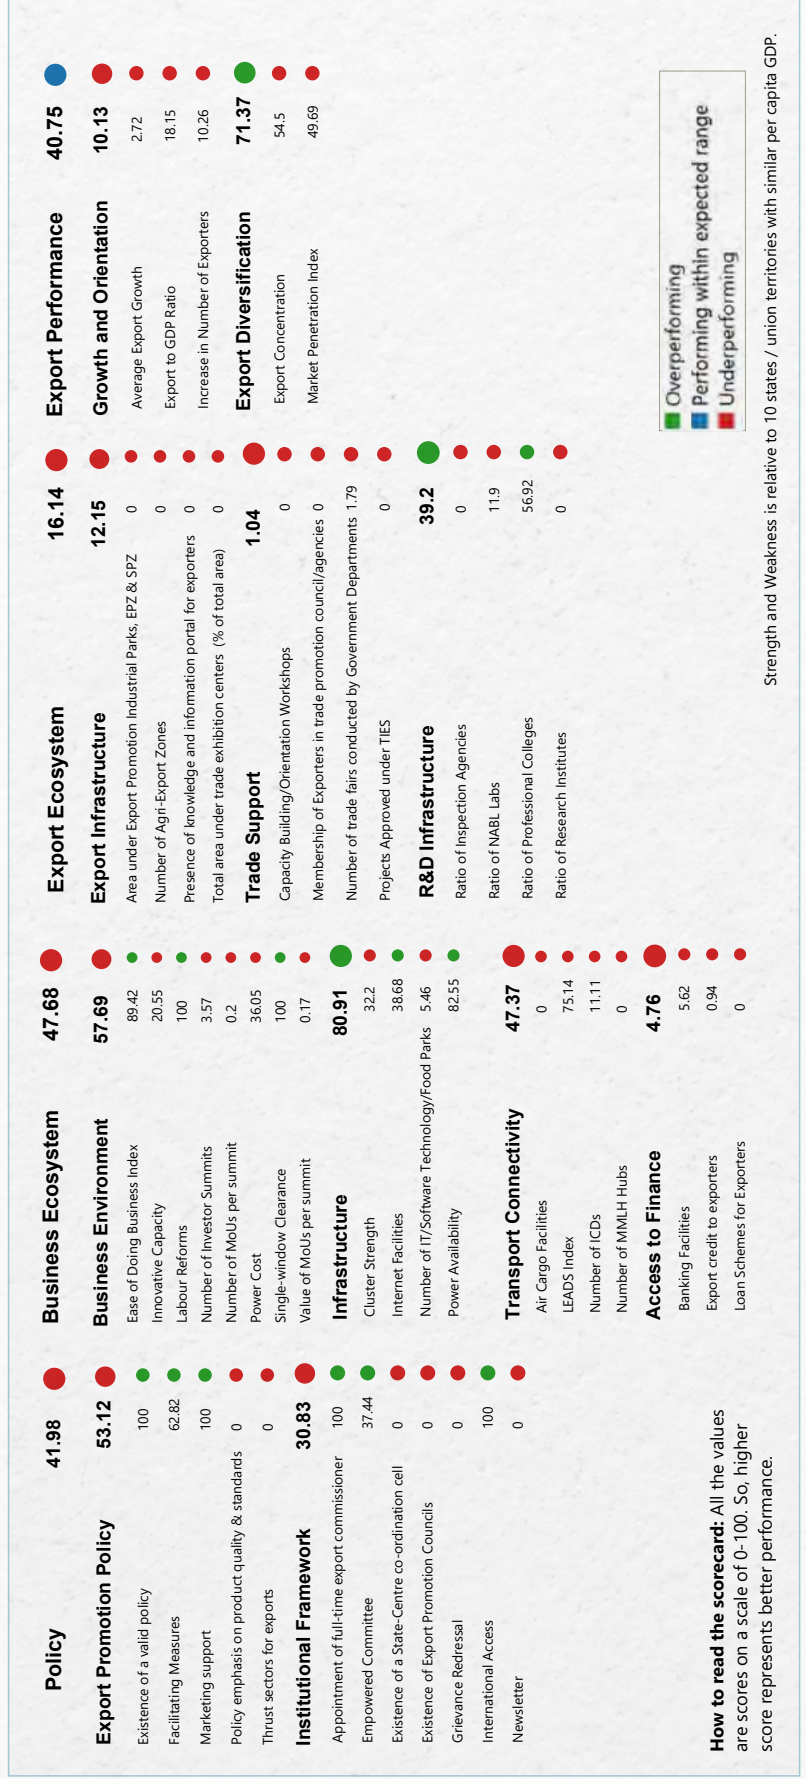 Policy 41.98
Export Promotion Policy 53.12
Existence of a valid policy 100
Facilitating Measures 62.82
Marketing support 100
Policy emphasis on product quality & standards 0
Thrust sectors for exports 0
Institutional Framework 30.83
Appointment of full-time export commissioner 100
Empowered Committee 37.44
Existence of a State-Centre co-ordination cell 0
Existence of Export Promotion Councils 0
Grievance Redressal 0
International Access 100
Newsletter 0
Business Ecosystem 47.68
Business Environment 57.69
Ease of Doing Business Index 89.42
Innovative Capacity 20.55
Labour Reforms 100
Number of Investor Summits 3.57
Number of MoUs per summit 0.2
Power Cost 36.05
Single-window Clearance 100
Value of MoUs per summit 0.17
Infrastructure 80.91
Cluster Strength 32.2
Internet Facilities 38.68
Number of IT/Software Technology/Food Parks 5.46
Power Availability 82.55
Transport Connectivity 47.37
Air Cargo Facilities 0
LEADS Index 75.14
Number of ICDs 11.11
Number of MMLH Hubs 0
Access to Finance 4.76
Banking Facilities 5.62
Export credit to exporters 0.94
Loan Schemes for Exporters 0
Export Ecosystem 16.14
Export Infrastructure 12.15
Area under Export Promotion Industrial Parks, EPZ & SPZ 0
Number of Agri-Export Zones 0
Presence of knowledge and information portal for exporters 0
Total area under trade exhibition centers (% of total area) 0
Trade Support 1.04
Capacity Building/Orientation Workshops 0
Membership of Exporters in trade promotion council/agencies 0
Number of trade fairs conducted by Government Departments 1.79
Projects Approved under TIES 0
R&D Infrastructure 39.2
Ratio of Inspection Agencies 0
Ratio of NABL Labs 11.9
Ratio of Professional Colleges 56.92
Ratio of Research Institutes 0
Export Performance 40.75
Growth and Orientation 10.13
Average Export Growth 2.72
Export to GDP Ratio 18.15
Increase in Number of Exporters 10.26
Export Diversification 71.37
Export Concentration 54.5
Market Penetration Index 49.69
How to read the scorecard: All the values
are scores on a scale of 0-100. So, higher
score represents better performance.
Overperforming
Performing within expected range
Underperforming
Strength and Weakness is relative to 10 states / union territories with similar per capita GDP.